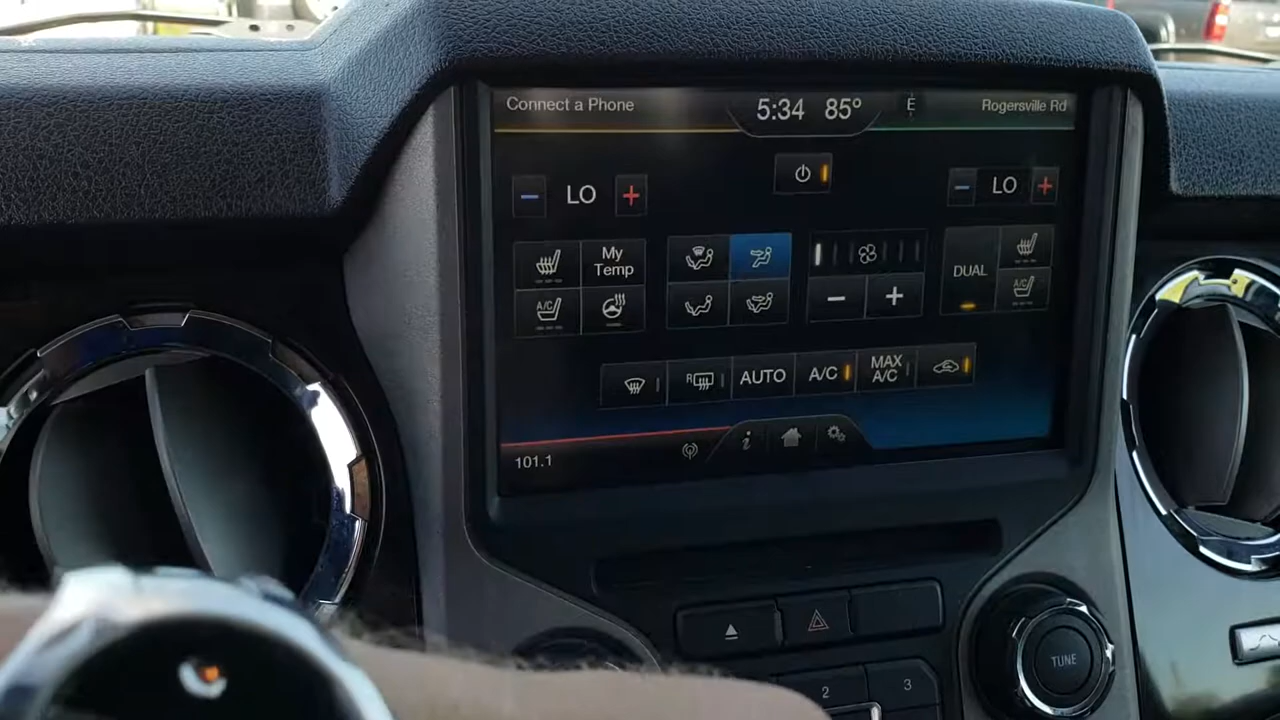 Connect a Phone
5:34 85°
E
Rogersville Rd
LO
LO
My
Temp
A/C
DUAL
A/C
R
AUTO
A/C
MAX
A/C
i
101.1
TUNE
2
3